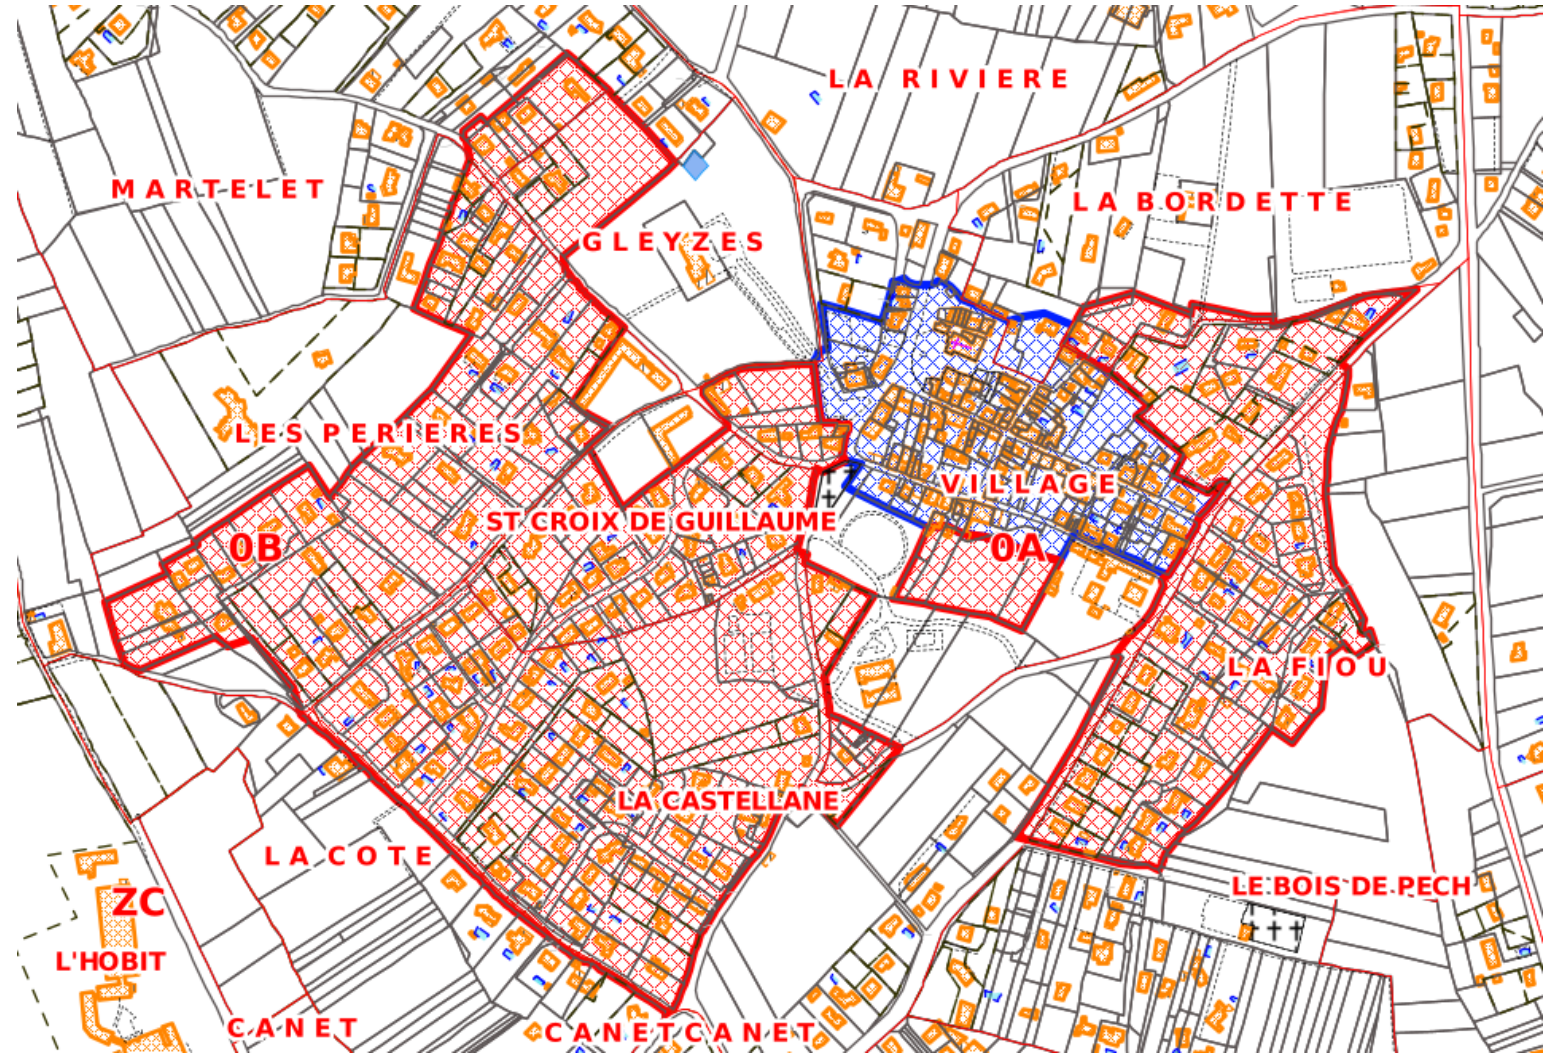 LA RIVIERE
MARTELET
LA BORDETTE
GLEYZES
LES PERIERES
VILLAGE
ST CROIX DE GUILLAUME
0B
0A
LA FIOU
LA CASTELLANE
LA COTE
LE BOIS DE PECH
ZC
L'HOBIT
CANET
CANETCANET